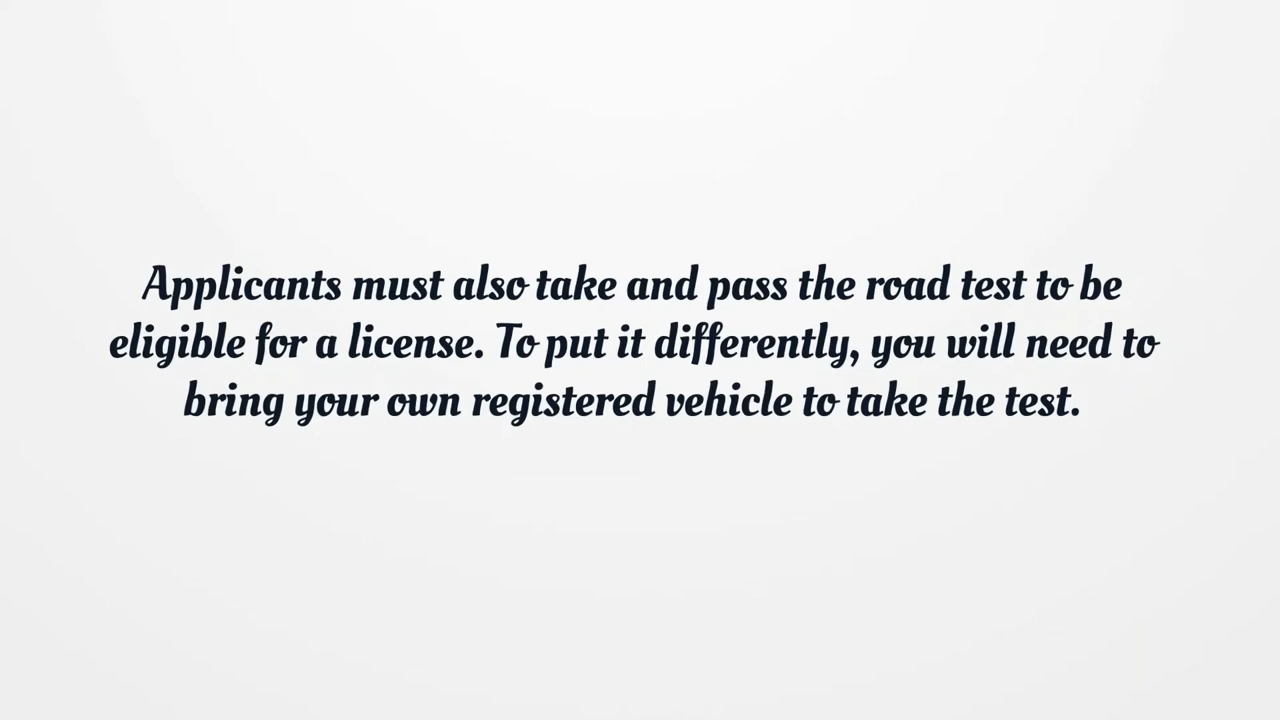 Applicants must also take and pass the road test to be
eligible for a license. To put it differently, you will need to
bring your own registered vehicle to take the test.